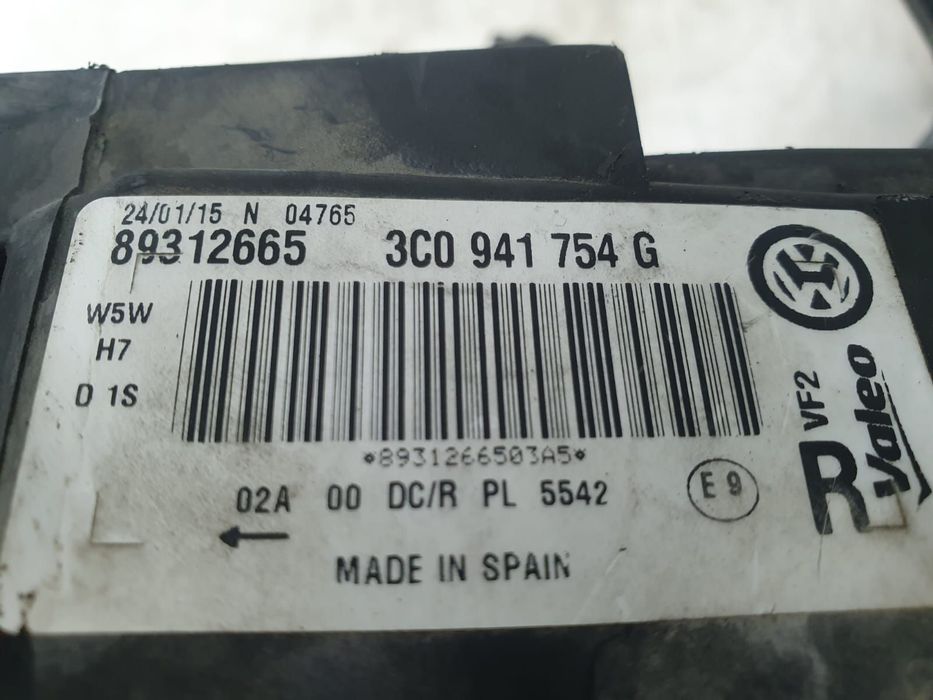 24/01/15 N 04765
89312665 3C0 941 754 G
W5W
H7
D 1S
*8931266503A5*
02A 00 DC/R PL 5542
E 9
MADE IN SPAIN
VF2
R
Valeo